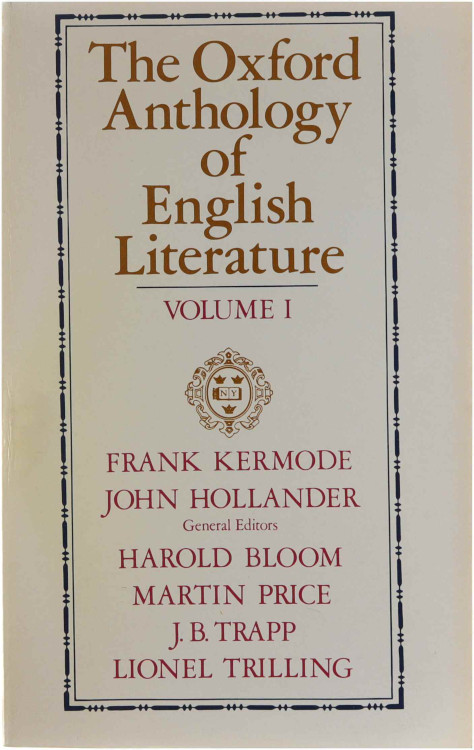 The Oxford
Anthology
of
English
Literature
VOLUME I
NY
FRANK KERMODE
JOHN HOLLANDER
General Editors
HAROLD BLOOM
MARTIN PRICE
J. B. TRAPP
LIONEL TRILLING